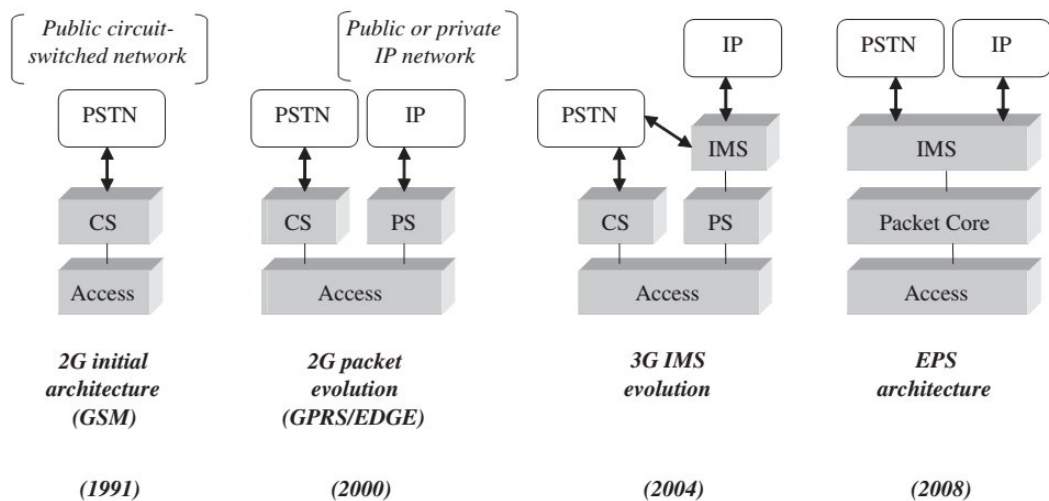 Public circuit-
switched network
PSTN
CS
Access
2G initial
architecture
(GSM)
(1991)
Public or private
IP network
PSTN
IP
CS
PS
Access
2G packet
evolution
(GPRS/EDGE)
(2000)
IP
PSTN
IMS
CS
PS
Access
3G IMS
evolution
(2004)
PSTN
IP
IMS
Packet Core
Access
EPS
architecture
(2008)